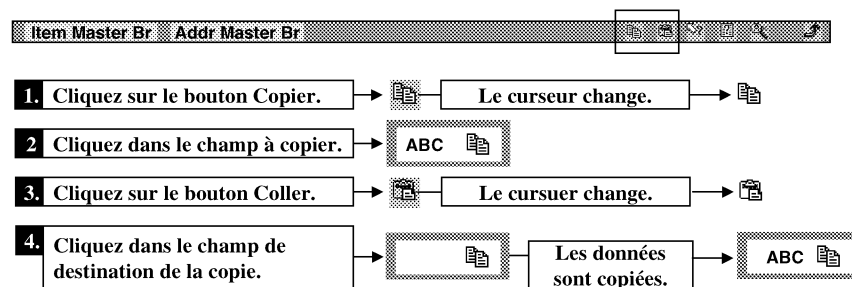 Item Master Br Addr Master Br
1. Cliquez sur le bouton Copier. Le curseur change.
2 Cliquez dans le champ à copier. ABC
3. Cliquez sur le bouton Coller. Le cursuer change.
4. Cliquez dans le champ de
destination de la copie.
Les données
sont copiées.
ABC